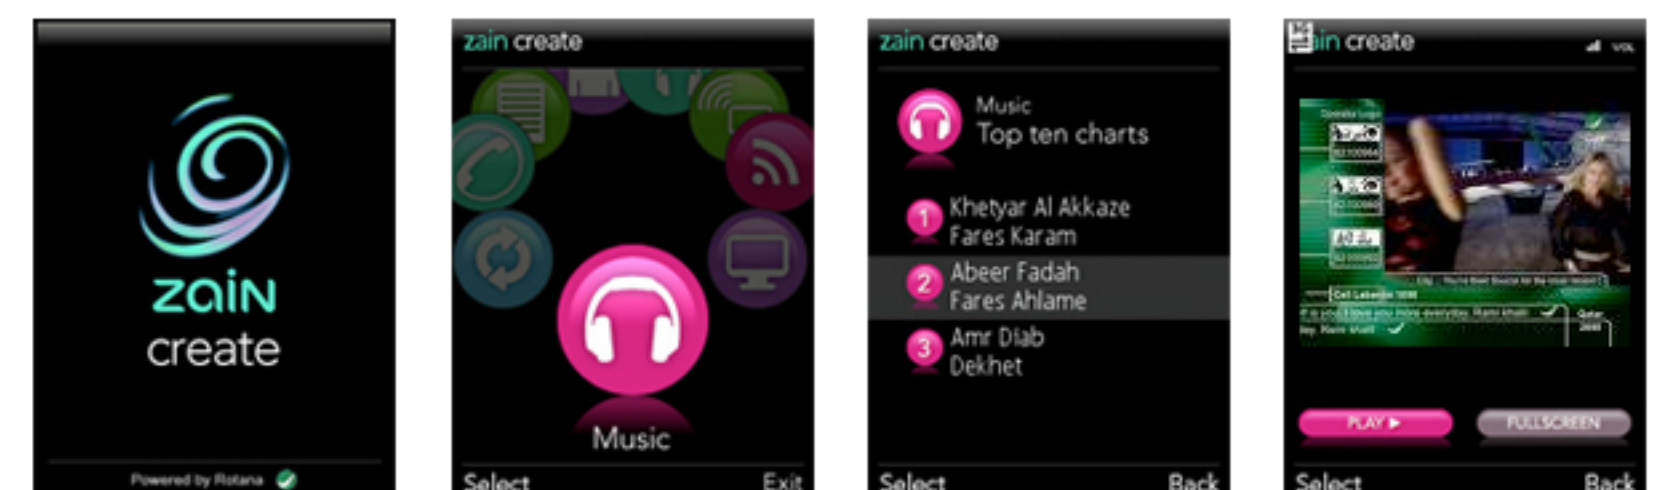 zain
create
Powered by Rotana
zain create
Music
Select
Exit
zain create
Music
Top ten charts
1
Khetyar Al Akkaze
Fares Karam
2
Abeer Fadah
Fares Ahlame
3
Amr Diab
Dekhet
Select
Back
ain create
VOL
PLAY
FULLSCREEN
Select
Back